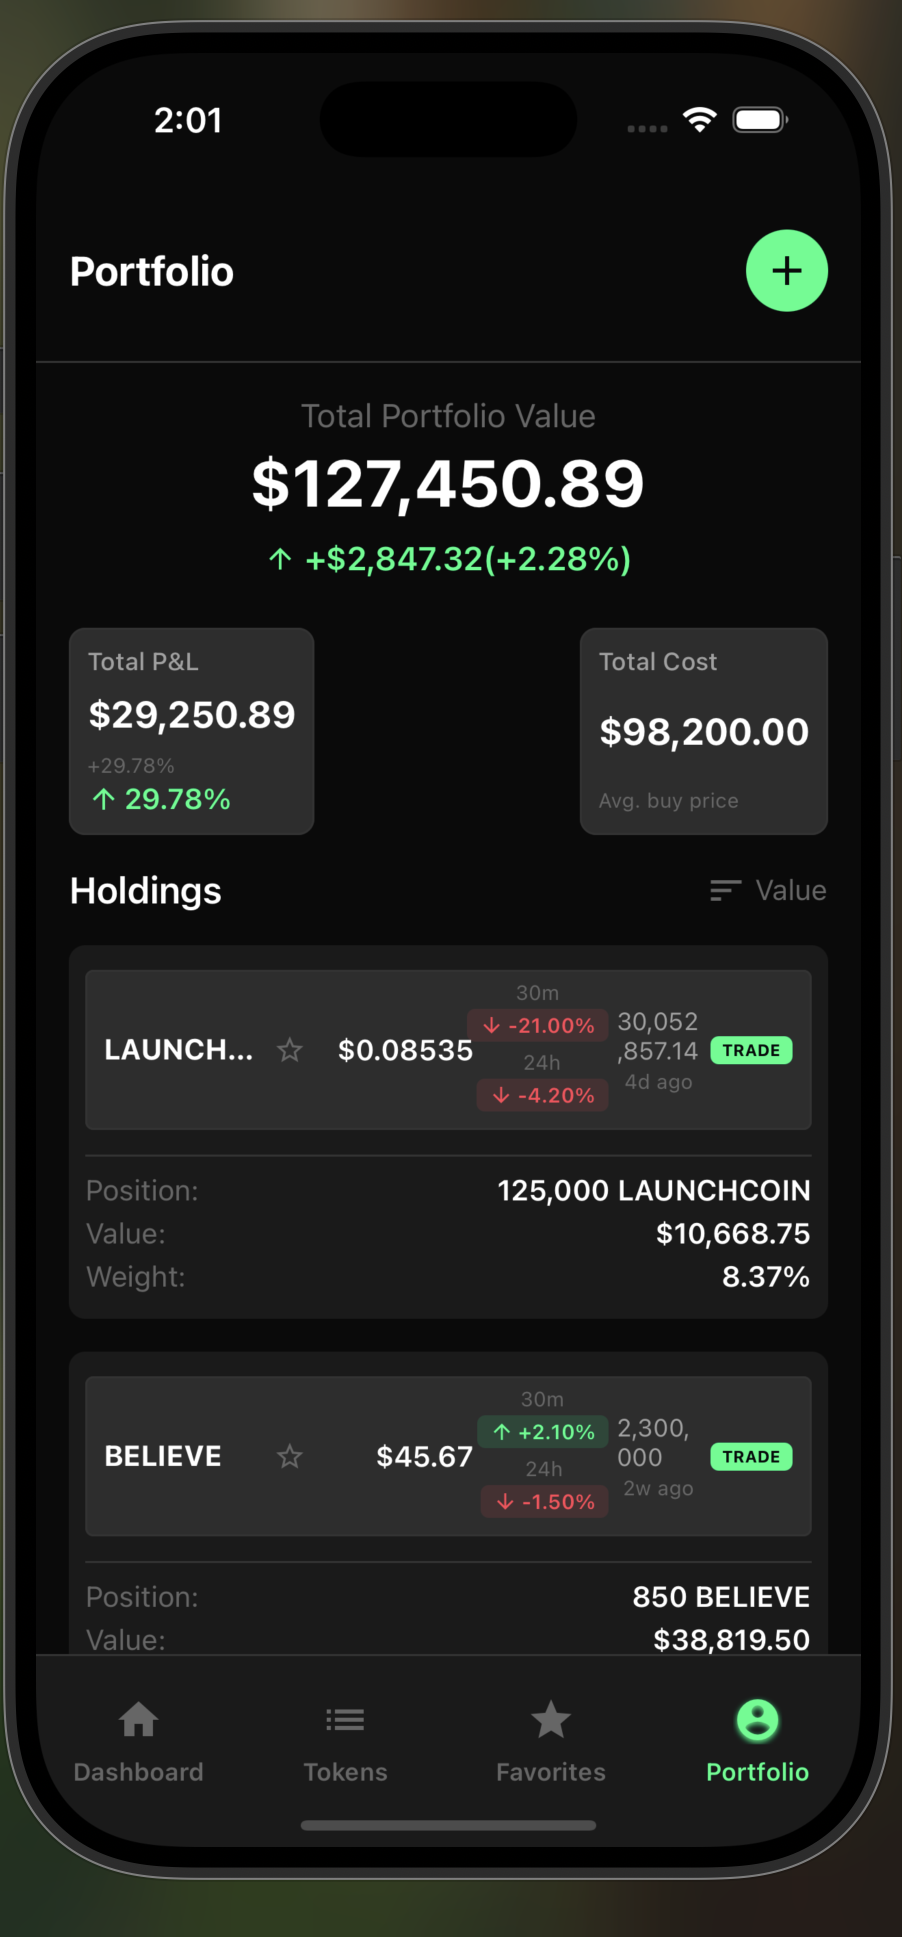 2:01
Portfolio
Total Portfolio Value
$127,450.89
↑ +$2,847.32(+2.28%)
Total P&L
$29,250.89
+29.78%
↑ 29.78%
Total Cost
$98,200.00
Avg. buy price
Holdings
Value
LAUNCH...
$0.08535
30m
↓ -21.00%
24h
↓ -4.20%
30,052
,857.14
4d ago
TRADE
Position: 125,000 LAUNCHCOIN
Value: $10,668.75
Weight: 8.37%
BELIEVE
$45.67
30m
↑ +2.10%
24h
↓ -1.50%
2,300,
000
2w ago
TRADE
Position: 850 BELIEVE
Value: $38,819.50
Dashboard Tokens Favorites Portfolio